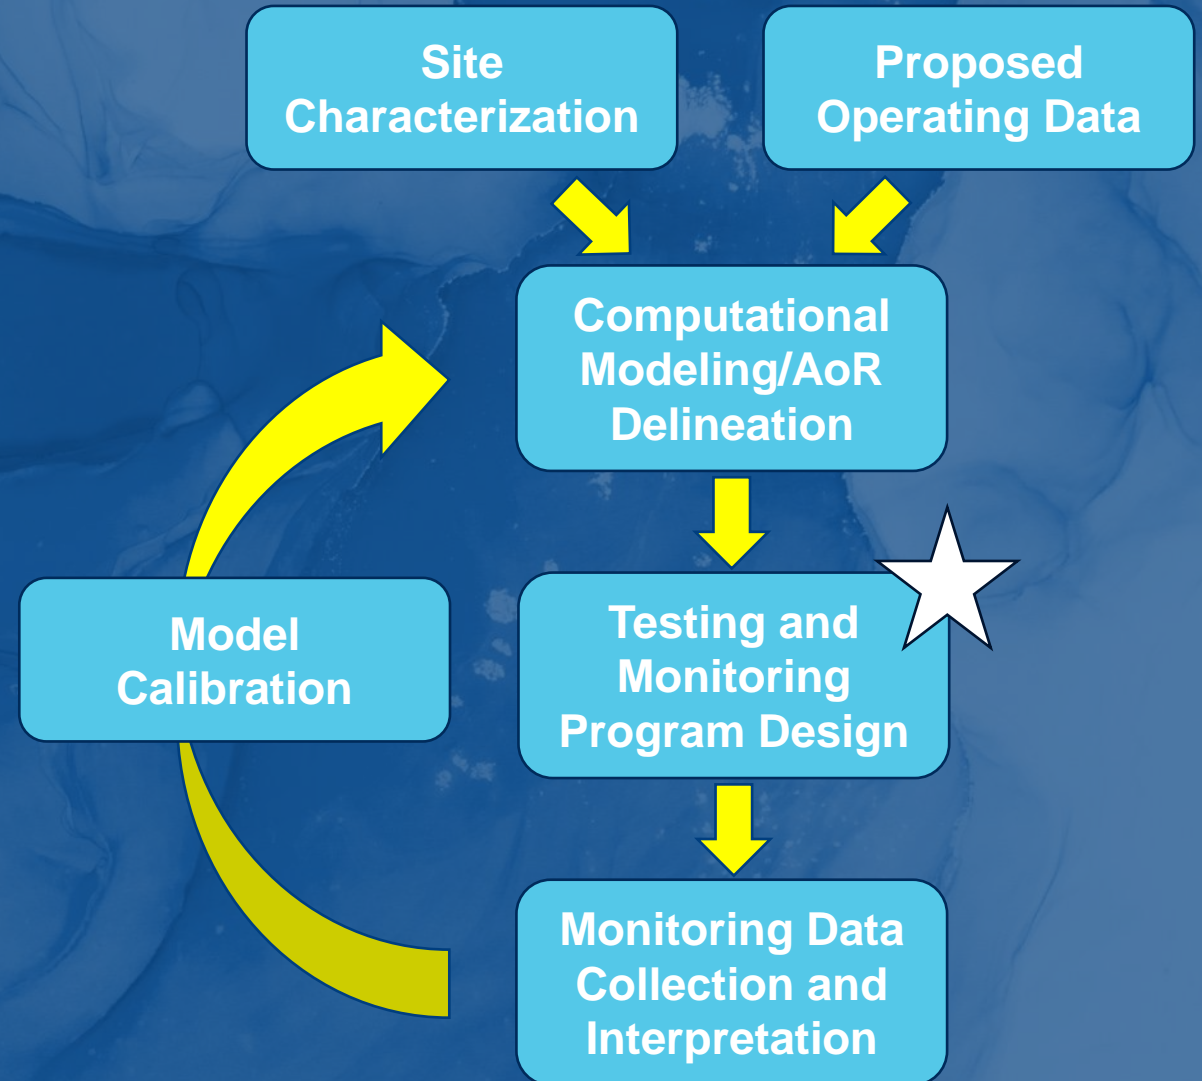 Site
Characterization
Proposed
Operating Data
Computational
Modeling/AoR
Delineation
Model
Calibration
Testing and
Monitoring
Program Design
Monitoring Data
Collection and
Interpretation